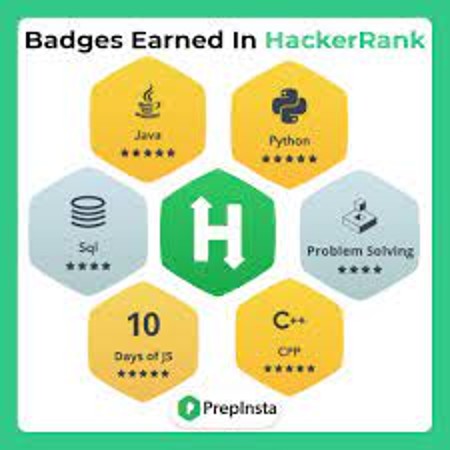 Badges Earned In HackerRank
Java
Python
Sql
H
Problem Solving
10
Days of JS
C++
CPP
PrepInsta